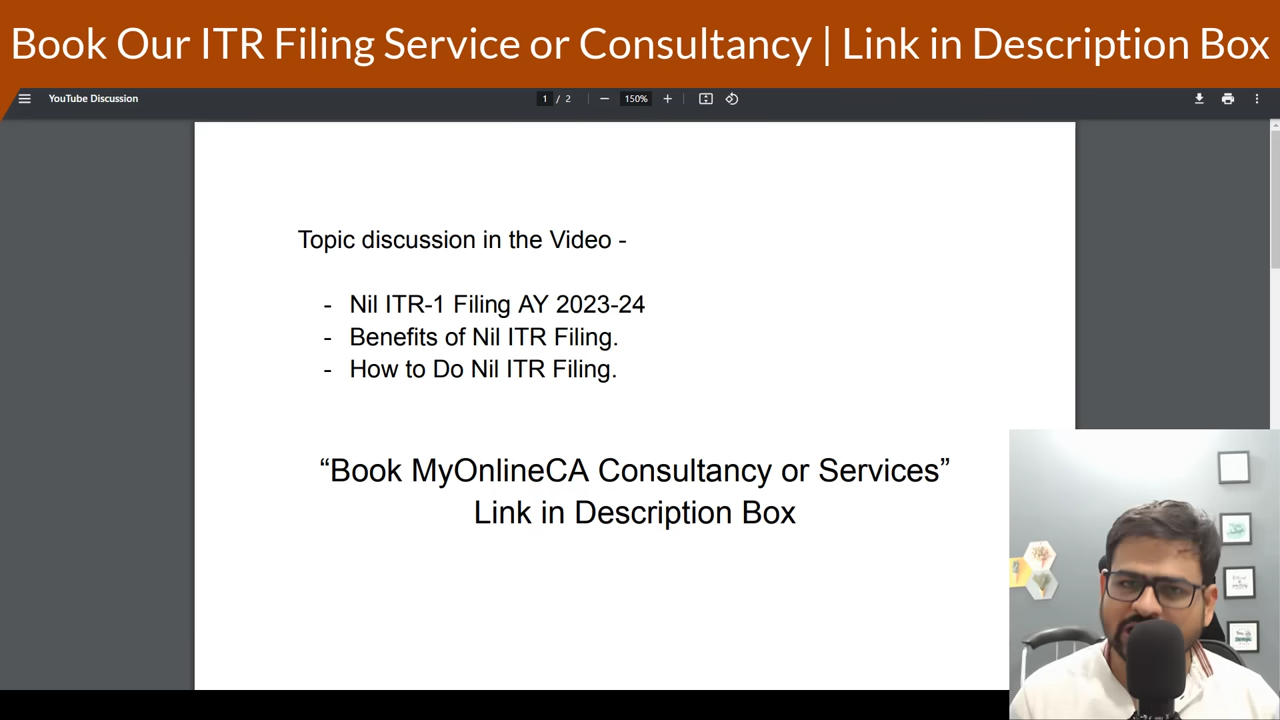 Book Our ITR Filing Service or Consultancy | Link in Description Box
YouTube Discussion
1 / 2
150%
Topic discussion in the Video -
- Nil ITR-1 Filing AY 2023-24
- Benefits of Nil ITR Filing.
- How to Do Nil ITR Filing.
“Book MyOnlineCA Consultancy or Services”
Link in Description Box